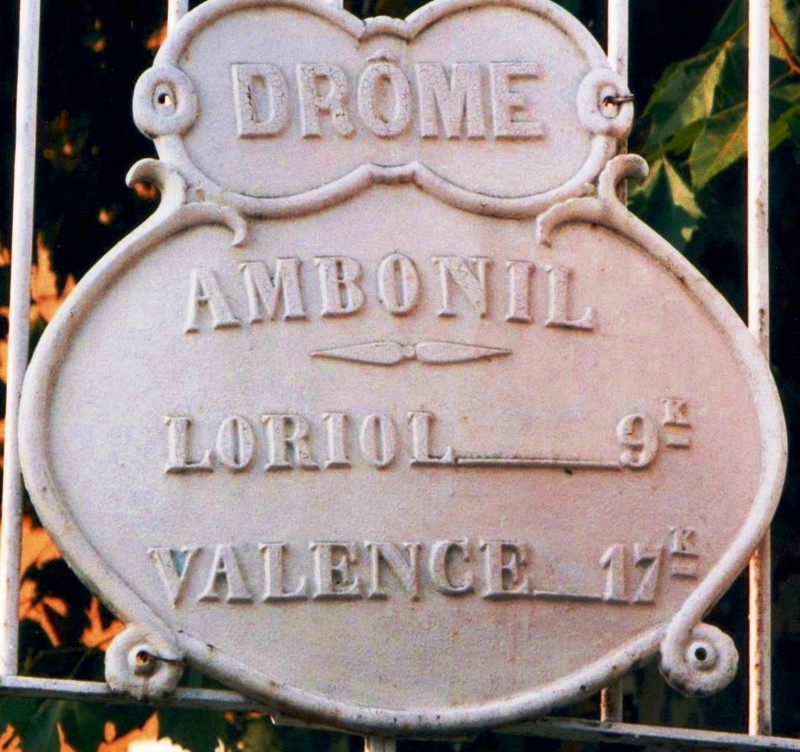 DRÔME
AMBONIL
LORIOL 9K
VALENCE 17K